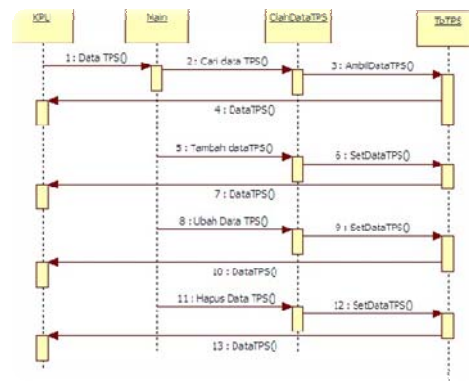 KPU Main OlahDataTPS TbTPS
1 : Data TPS()
2 : Cari data TPS()
3 : AmbilDataTPS()
4 : DataTPS()
5 : Tambah dataTPS()
6 : SetDataTPS()
7 : DataTPS()
8 : Ubah Data TPS()
9 : SetDataTPS()
10 : DataTPS()
11 : Hapus Data TPS()
12 : SetDataTPS()
13 : DataTPS()